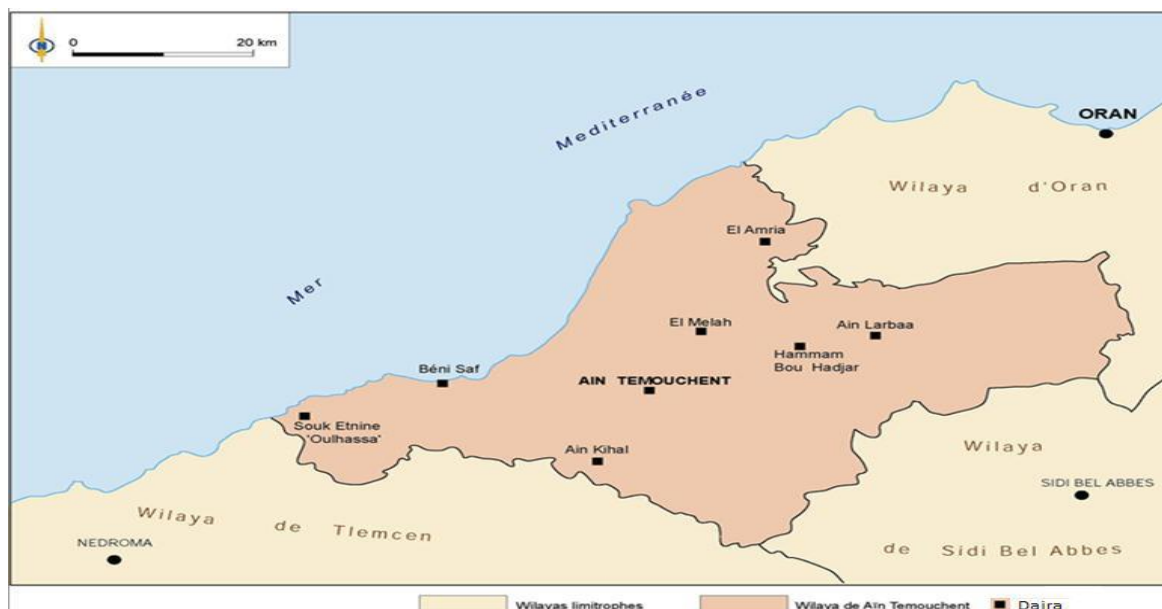 N
0 20 km
Mer Mediterranée
ORAN
Wilaya d'Oran
El Amria
El Melah
Ain Larbaa
Hammam
Bou Hadjar
Béni Saf
AIN TEMOUCHENT
Souk Etnine
'Oulhassa'
Ain Kihal
Wilaya
de Sidi Bel Abbes
SIDI BEL ABBES
Wilaya de Tlemcen
NEDROMA
Wilayas limitrophes
Wilaya de Aïn Temouchent
Daira